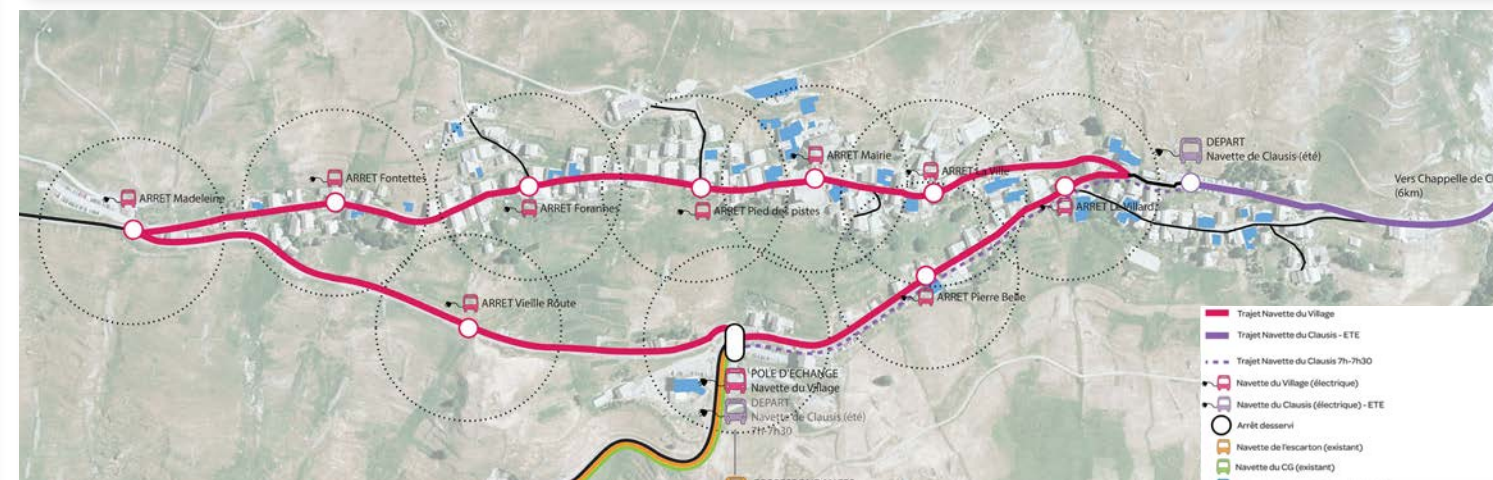 DEPART
Navette de Clausis (été)
ARRET Mairie
ARRET La Ville
ARRET Fontettes
Vers Chappelle de
(6km)
ARRET Madeleine
ARRET Forannes
ARRET Pied des pistes
ARRET Le Villard
ARRET Vieille Route
ARRET Pierre Belle
POLE D'ECHANGE
Navette du Village
DEPART
Navette de Clausis (été)
7h-7h30
Trajet Navette du Village
Trajet Navette du Clausis - ETE
Trajet Navette du Clausis 7h-7h30
Navette du Village (électrique)
Navette du Clausis (électrique) - ETE
Arrêt desservi
Navette de l'escarton (existant)
Navette du CG (existant)